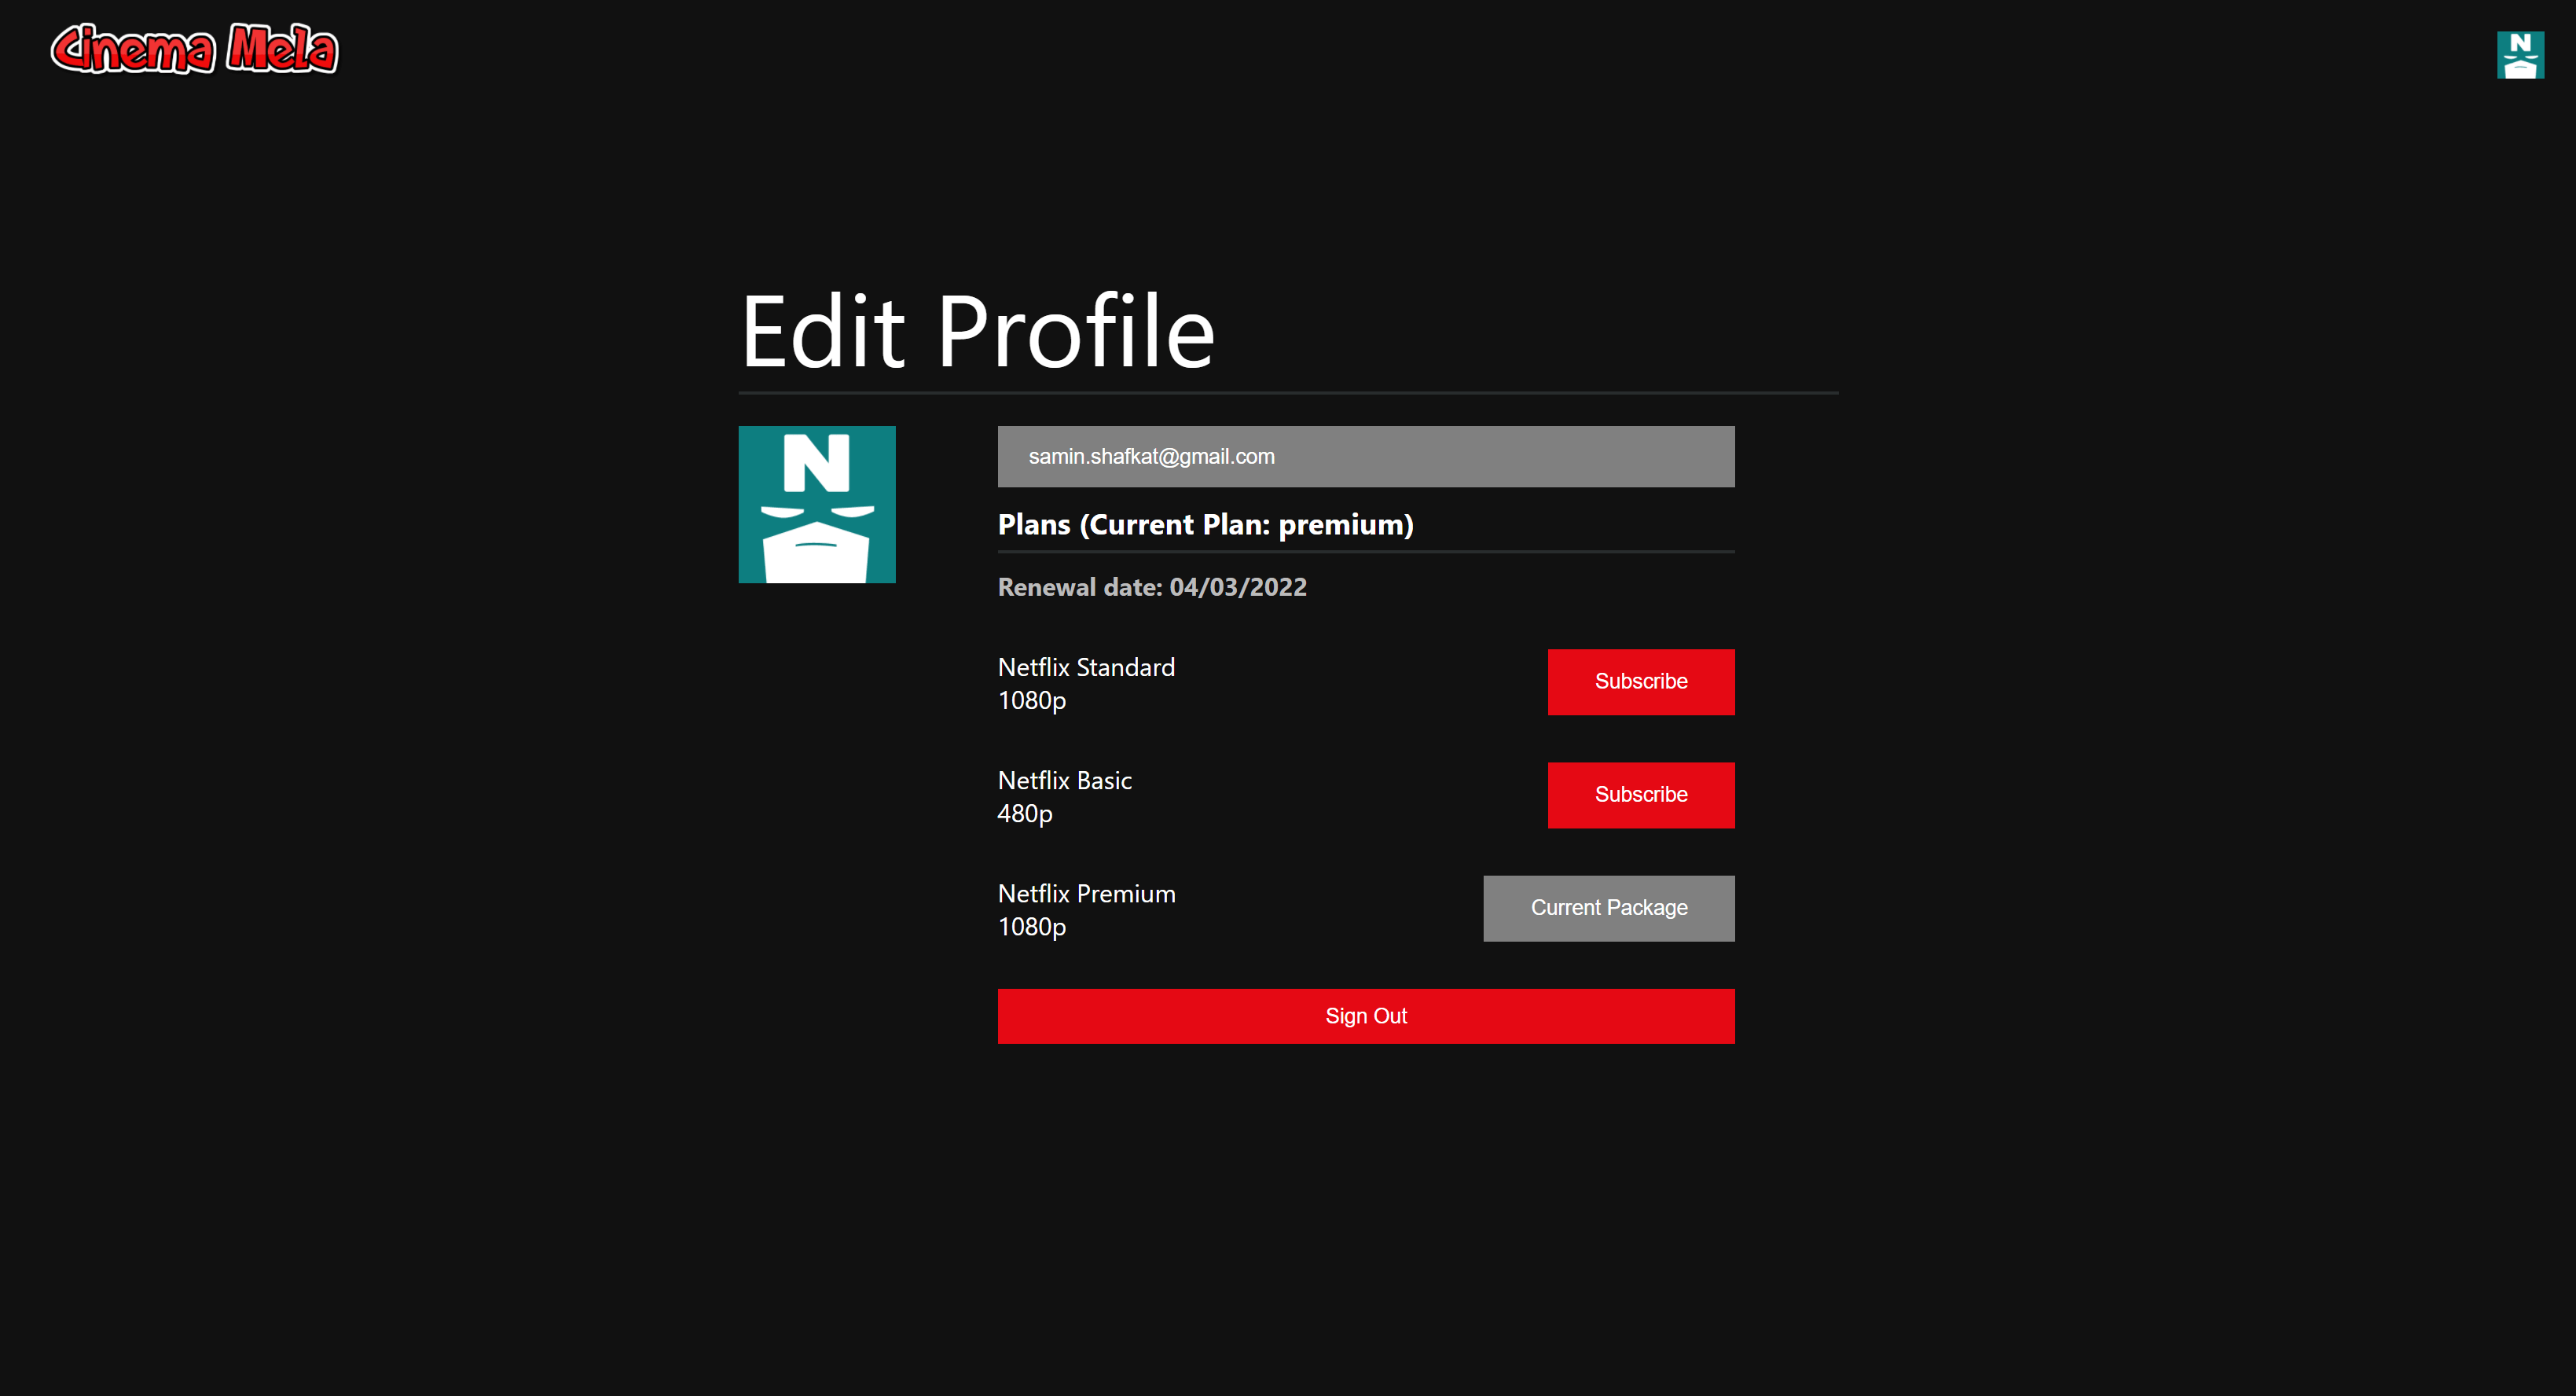 Cinema Mela
N
Edit Profile
N
samin.shafkat@gmail.com
Plans (Current Plan: premium)
Renewal date: 04/03/2022
Netflix Standard
1080p
Subscribe
Netflix Basic
480p
Subscribe
Netflix Premium
1080p
Current Package
Sign Out